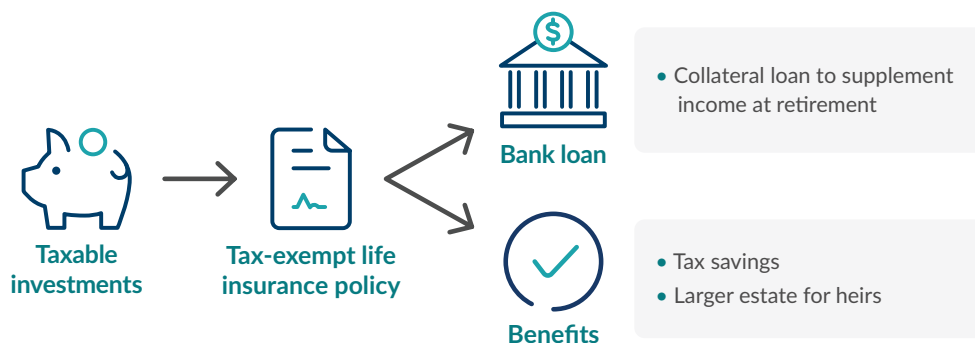 $
• Collateral loan to supplement
income at retirement
Bank loan
Taxable
investments
Tax-exempt life
insurance policy
• Tax savings
• Larger estate for heirs
Benefits